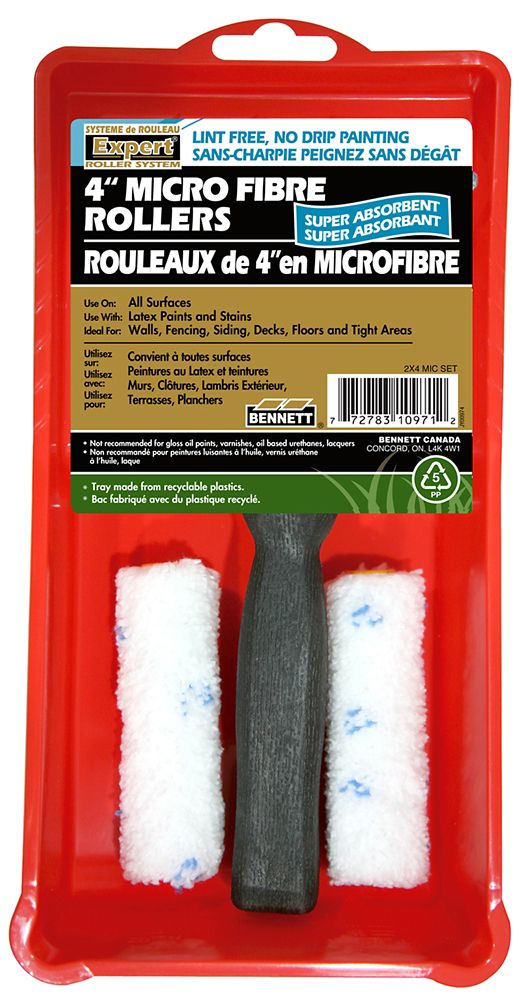 SYSTEME de ROULEAU
Expert®
ROLLER SYSTEM
LINT FREE, NO DRIP PAINTING
SANS-CHARPIE PEIGNEZ SANS DÉGÂT
4" MICRO FIBRE
ROLLERS
SUPER ABSORBENT
SUPER ABSORBANT
ROULEAUX de 4" en MICROFIBRE
Use On: All Surfaces
Use With: Latex Paints and Stains
Ideal For: Walls, Fencing, Siding, Decks, Floors and Tight Areas
Utilisez sur: Convient à toutes surfaces
Utilisez avec: Peintures au Latex et teintures
Utilisez pour: Murs, Clôtures, Lambris Extérieur,
Terrasses, Planchers
BENNETT®
2X4 MIC SET
7 72783 10971 2
BENNETT CANADA
CONCORD, ON, L4K 4W1
• Not recommended for gloss oil paints, varnishes, oil based urethanes, lacquers
• Non recommandé pour peintures luisantes à l'huile, vernis uréthane
à l'huile, laque
• Tray made from recyclable plastics.
• Bac fabriqué avec du plastique recyclé.
5
PP